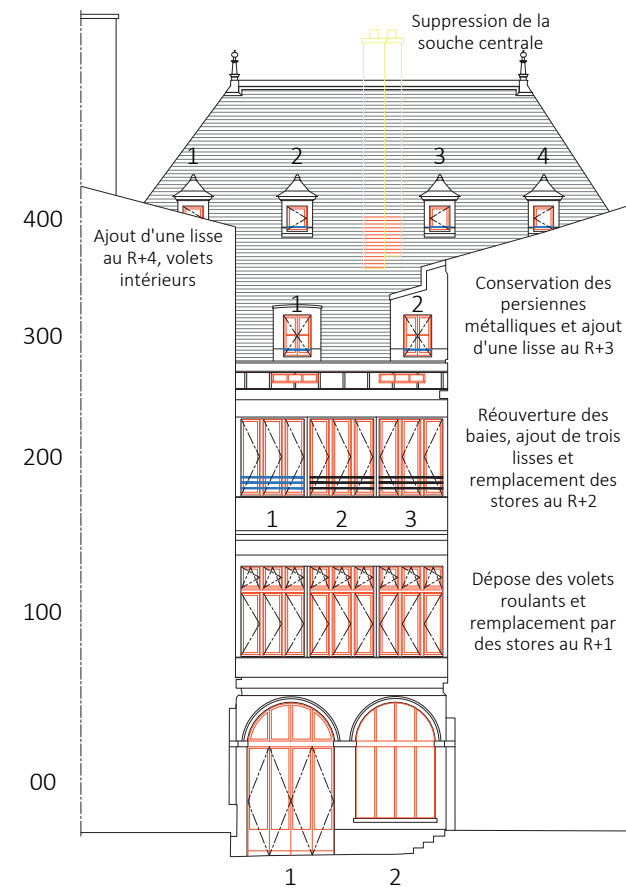 Suppression de la
souche centrale
1 2 3 4
400
Ajout d'une lisse
au R+4, volets
intérieurs
1 2
300
Conservation des
persiennes
métalliques et ajout
d'une lisse au R+3
200
Réouverture des
baies, ajout de trois
lisses et
remplacement des
stores au R+2
1 2 3
100
Dépose des volets
roulants et
remplacement par
des stores au R+1
00
1 2